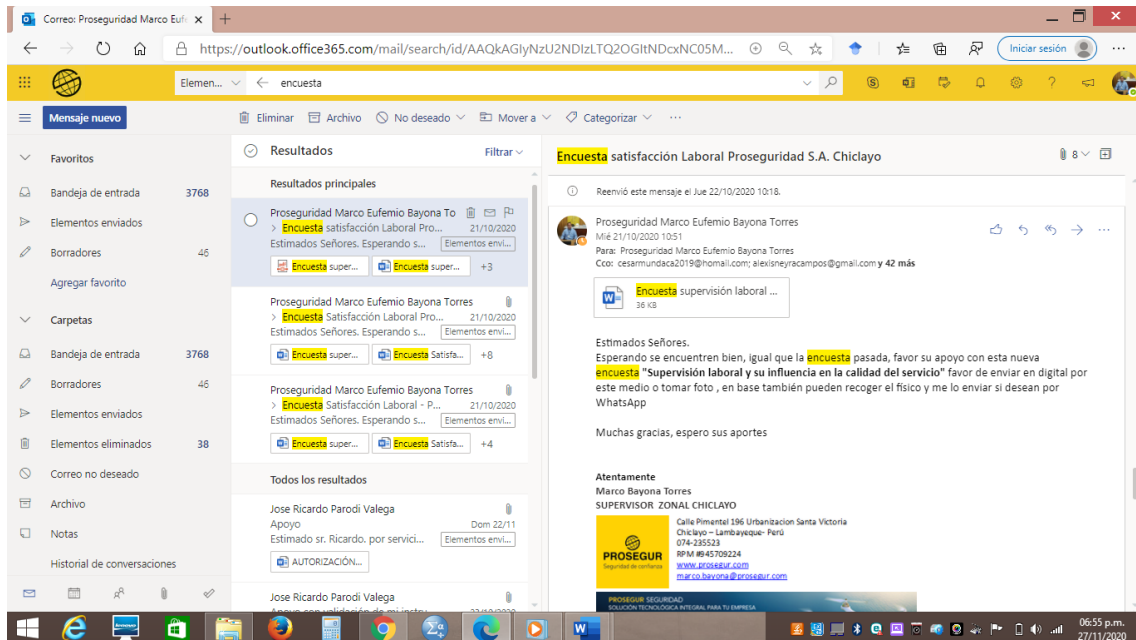 Correo: Proseguridad Marco Eufe
https://outlook.office365.com/mail/search/id/AAQkAGIyNzU2NDIzLTQ2OGItNDcxNC05M...
Iniciar sesión
Elemen...
encuesta
Mensaje nuevo
Eliminar
Archivo
No deseado
Mover a
Categorizar
Favoritos
Bandeja de entrada 3768
Elementos enviados
Borradores 46
Agregar favorito
Carpetas
Bandeja de entrada 3768
Borradores 46
Elementos enviados
Elementos eliminados 38
Correo no deseado
Archivo
Notas
Historial de conversaciones
Resultados
Filtrar
Resultados principales
Proseguridad Marco Eufemio Bayona To
> Encuesta satisfacción Laboral Pro... 21/10/2020
Estimados Señores. Esperando s... Elementos envi...
Encuesta super... Encuesta super... +3
Proseguridad Marco Eufemio Bayona Torres
> Encuesta Satisfacción Laboral Pro... 21/10/2020
Estimados Señores. Esperando s... Elementos envi...
Encuesta super... Encuesta Satisfa... +8
Proseguridad Marco Eufemio Bayona Torres
> Encuesta Satisfacción Laboral - P... 21/10/2020
Estimados Señores. Esperando s... Elementos envi...
Encuesta super... Encuesta Satisfa... +4
Todos los resultados
Jose Ricardo Parodi Valega
Apoyo Dom 22/11
Estimado sr. Ricardo. por servici... Elementos envi...
AUTORIZACIÓN...
Jose Ricardo Parodi Valega
Encuesta satisfacción Laboral Proseguridad S.A. Chiclayo
8
Reenvió este mensaje el Jue 22/10/2020 10:18.
Proseguridad Marco Eufemio Bayona Torres
Mié 21/10/2020 10:51
Para: Proseguridad Marco Eufemio Bayona Torres
Cco: cesarmundaca2019@homail.com; alexisneyracampos@gmail.com y 42 más
Encuesta supervisión laboral ...
36 KB
Estimados Señores.
Esperando se encuentren bien, igual que la encuesta pasada, favor su apoyo con esta nueva
encuesta "Supervisión laboral y su influencia en la calidad del servicio" favor de enviar en digital por
este medio o tomar foto , en base también pueden recoger el físico y me lo enviar si desean por
WhatsApp
Muchas gracias, espero sus aportes
Atentamente
Marco Bayona Torres
SUPERVISOR ZONAL CHICLAYO
PROSEGUR
Seguridad de confianza
Calle Pimentel 196 Urbanizacion Santa Victoria
Chiclayo – Lambayeque- Perú
074-235523
RPM #945709224
www.prosegur.com
marco.bayona@prosegur.com
PROSEGUR SEGURIDAD
SOLUCIÓN TECNOLÓGICA INTEGRAL PARA TU EMPRESA
06:55 p.m.
27/11/2020